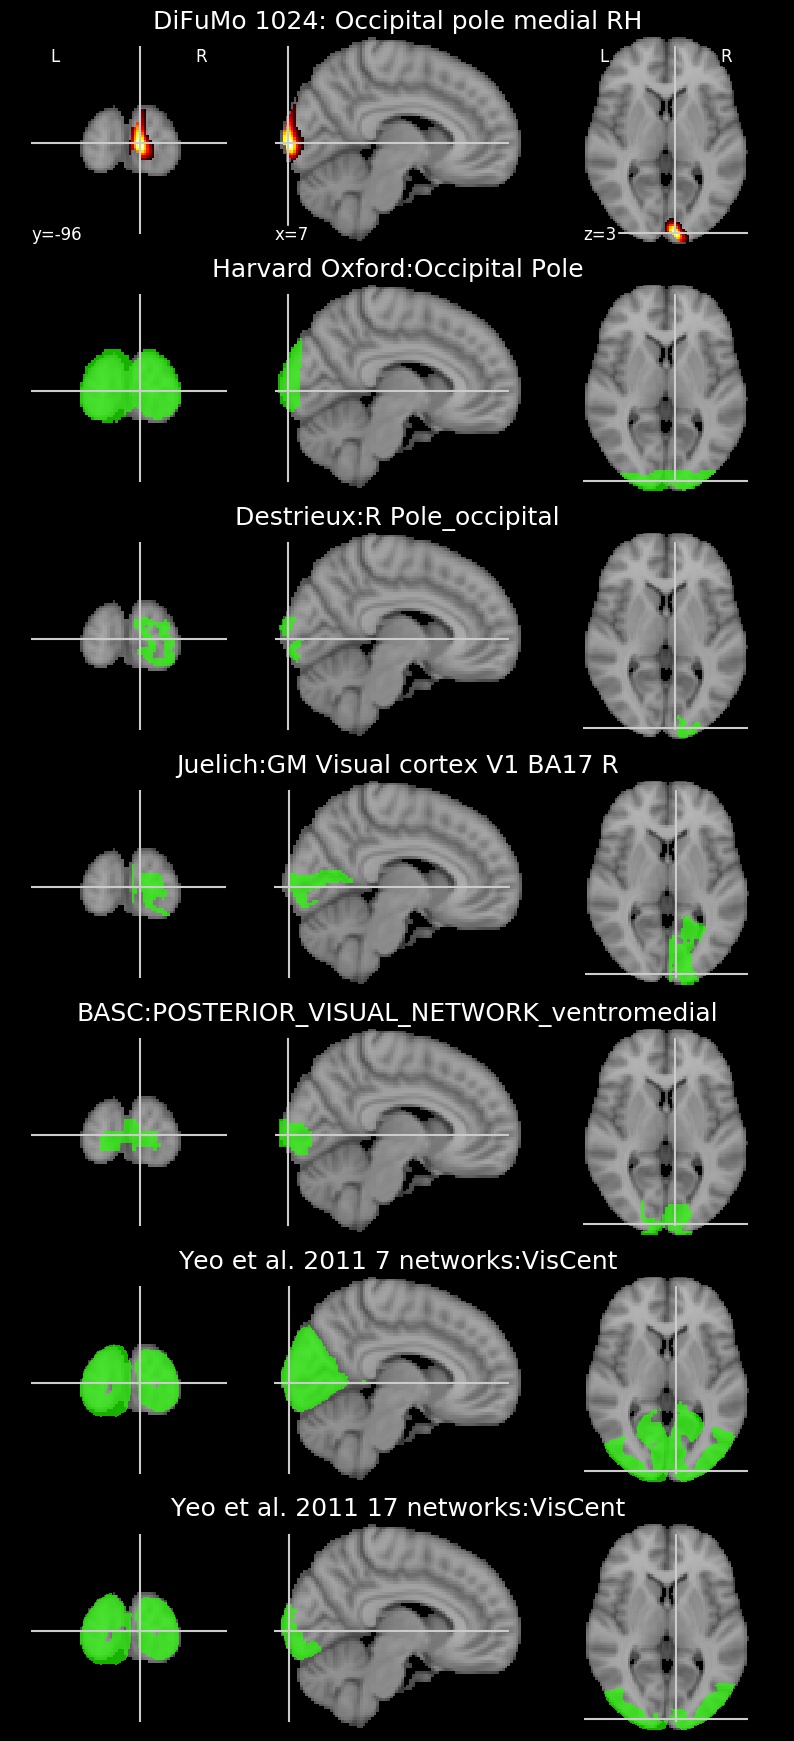 DiFuMo 1024: Occipital pole medial RH
L R L R
y=-96 x=7 z=3
Harvard Oxford:Occipital Pole
Destrieux:R Pole_occipital
Juelich:GM Visual cortex V1 BA17 R
BASC:POSTERIOR_VISUAL_NETWORK_ventromedial
Yeo et al. 2011 7 networks:VisCent
Yeo et al. 2011 17 networks:VisCent